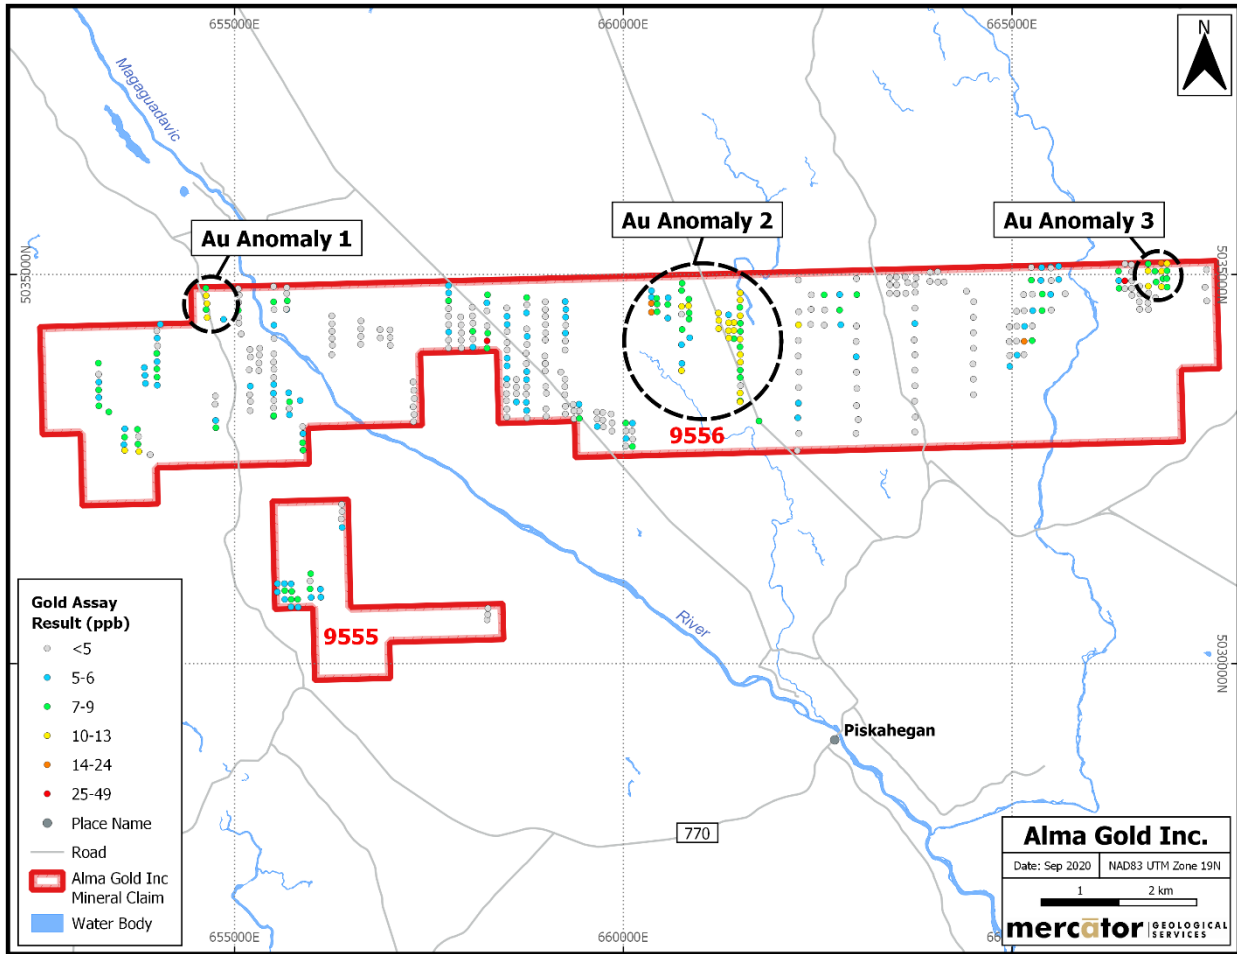 655000E
660000E
665000E
N
Magaguadavic
Au Anomaly 1
Au Anomaly 2
Au Anomaly 3
5035000N
5035000N
9556
9555
River
5030000N
Piskahegan
770
Gold Assay
Result (ppb)
<5
5-6
7-9
10-13
14-24
25-49
Place Name
Road
Alma Gold Inc
Mineral Claim
Water Body
Alma Gold Inc.
Date: Sep 2020
NAD83 UTM Zone 19N
1 2 km
mercātor GEOLOGICAL
SERVICES
655000E
660000E